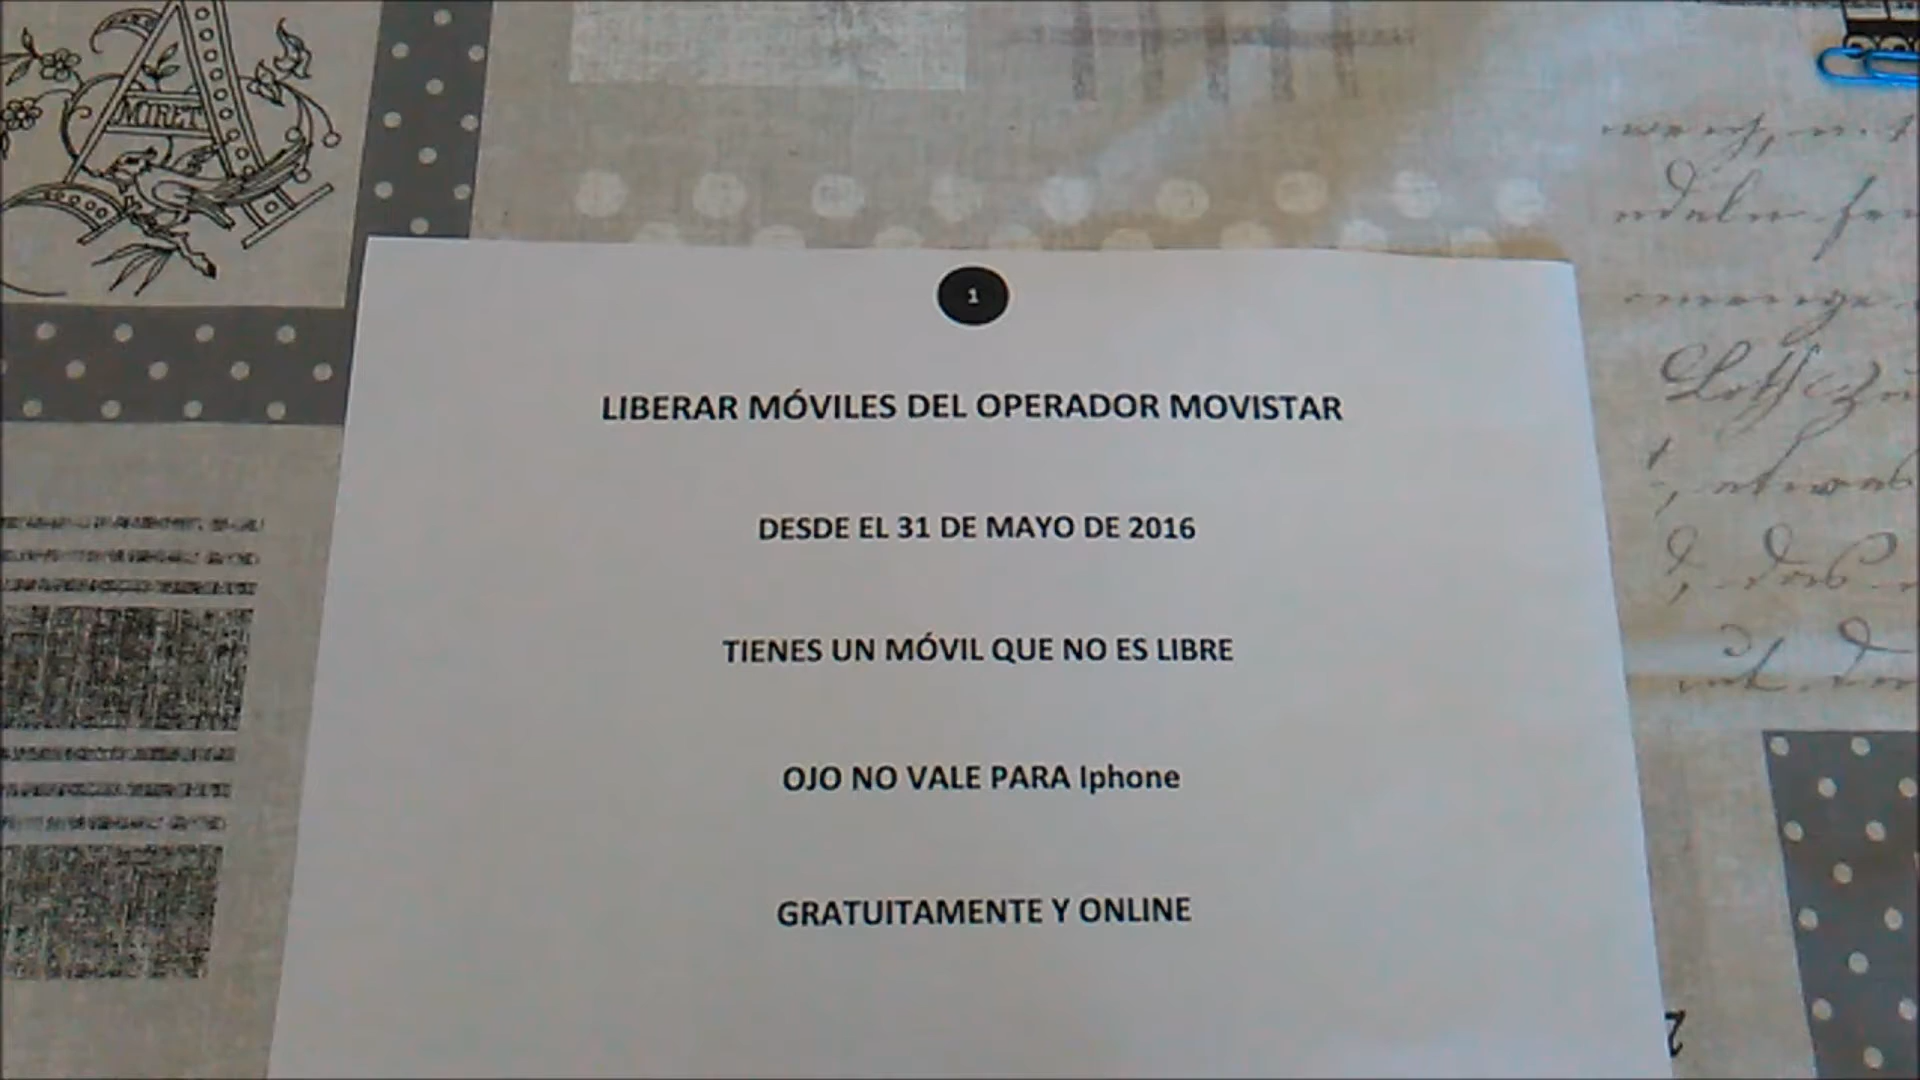 MIRET
1
LIBERAR MÓVILES DEL OPERADOR MOVISTAR
DESDE EL 31 DE MAYO DE 2016
TIENES UN MÓVIL QUE NO ES LIBRE
OJO NO VALE PARA Iphone
GRATUITAMENTE Y ONLINE